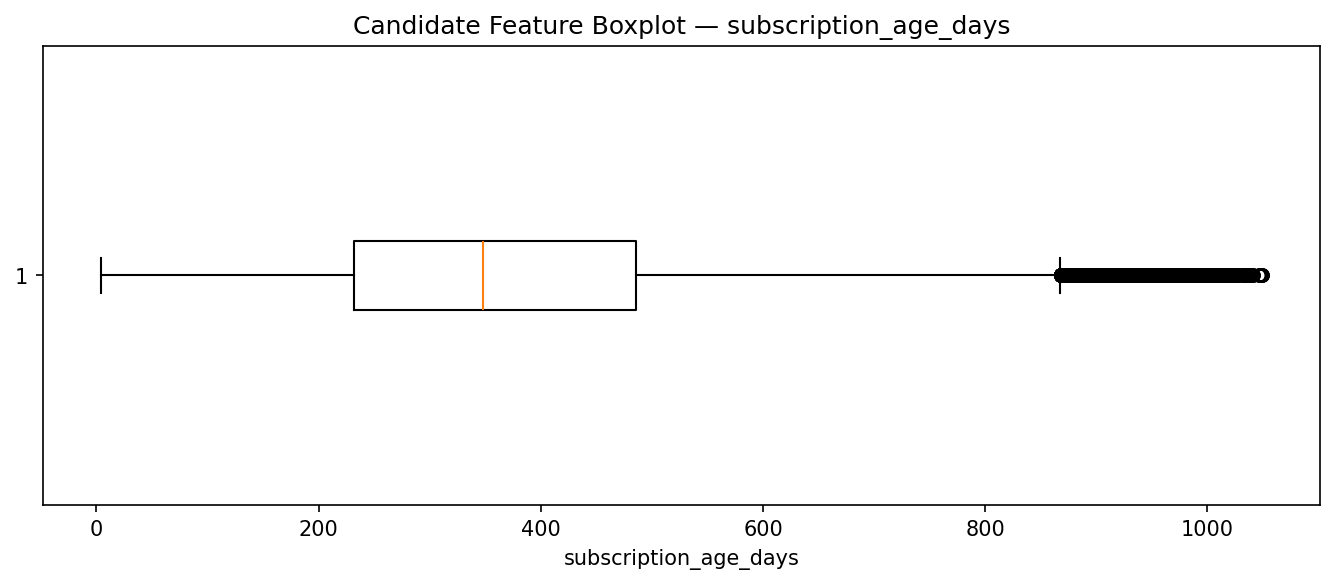 Candidate Feature Boxplot — subscription_age_days
1
0 200 400 600 800 1000
subscription_age_days